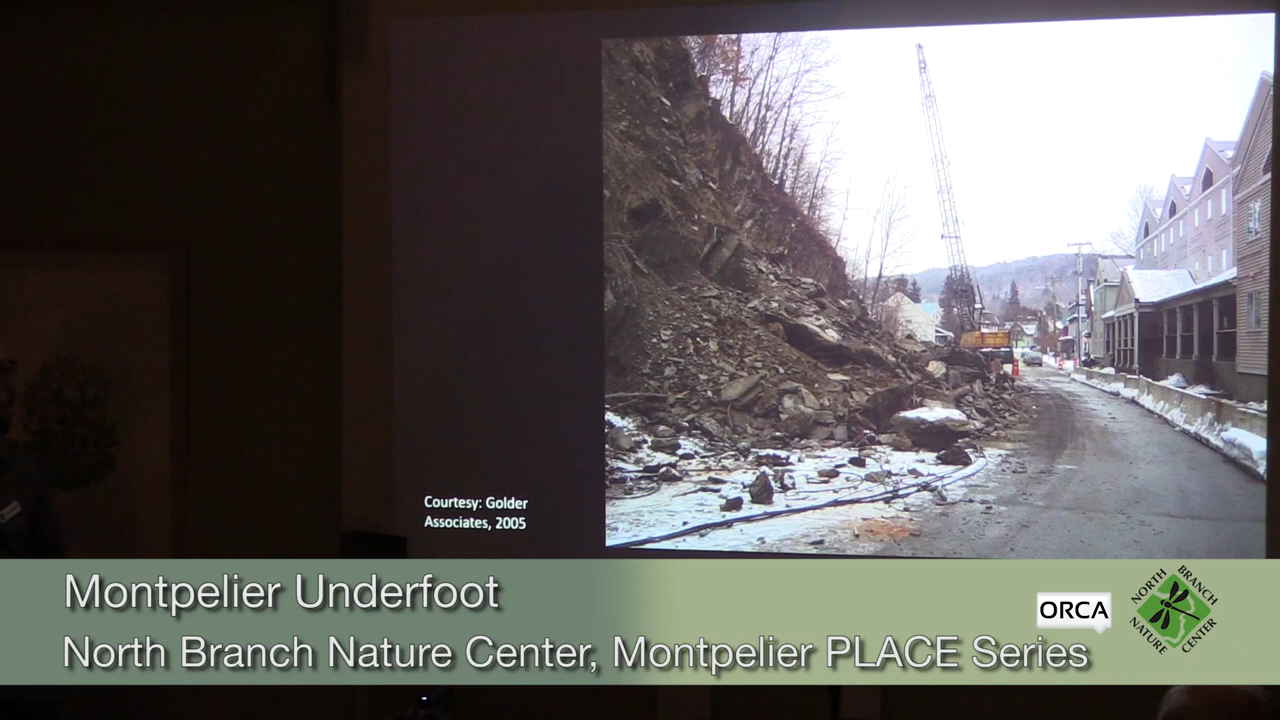 Courtesy: Golder
Associates, 2005
Montpelier Underfoot
North Branch Nature Center, Montpelier PLACE Series
ORCA
NORTH BRANCH
NATURE CENTER